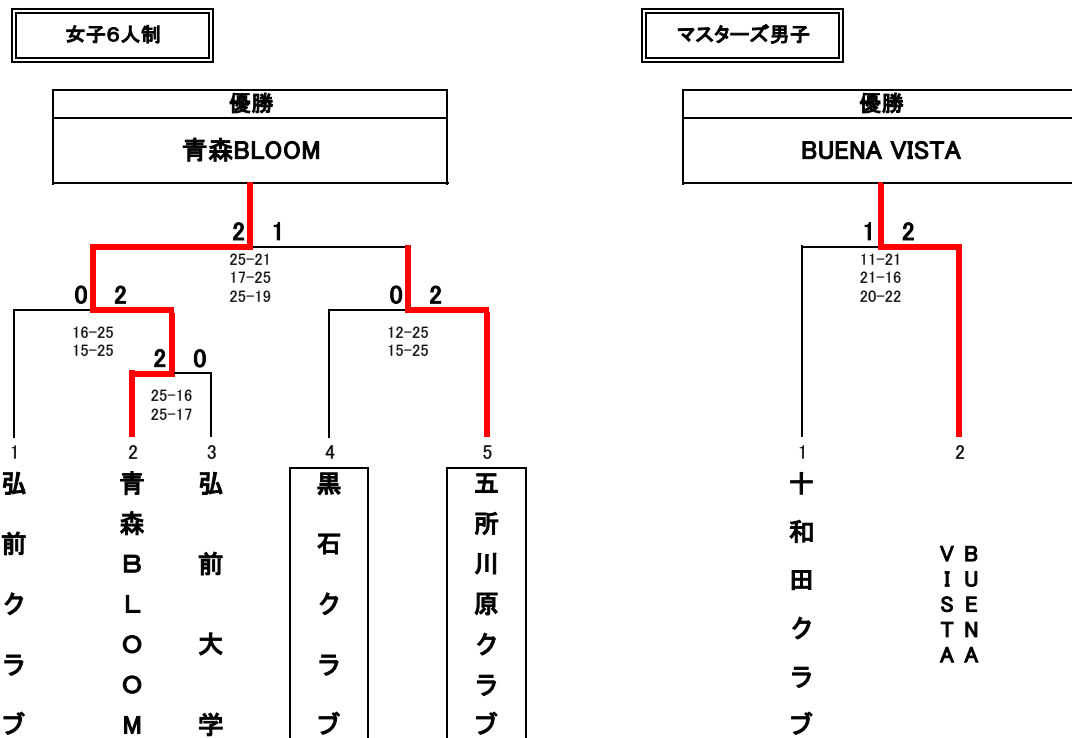 女子6人制
優勝
青森BLOOM
2 1
25-21
17-25
25-19
0 2
16-25
15-25
2 0
25-16
25-17
0 2
12-25
15-25
1
弘前クラブ
2
青森BLOOM
3
弘前大学
4
黒石クラブ
5
五所川原クラブ
マスターズ男子
優勝
BUENA VISTA
1 2
11-21
21-16
20-22
1
十和田クラブ
2
BUENA
VISTA